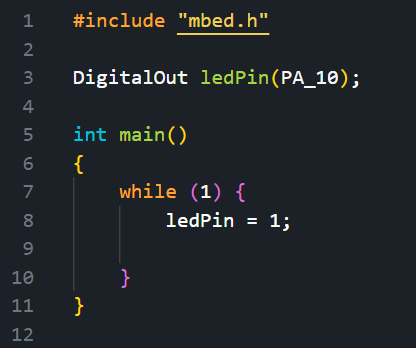 1 #include "mbed.h"
2
3 DigitalOut ledPin(PA_10);
4
5 int main()
6 {
7     while (1) {
8         ledPin = 1;
9
10     }
11 }
12